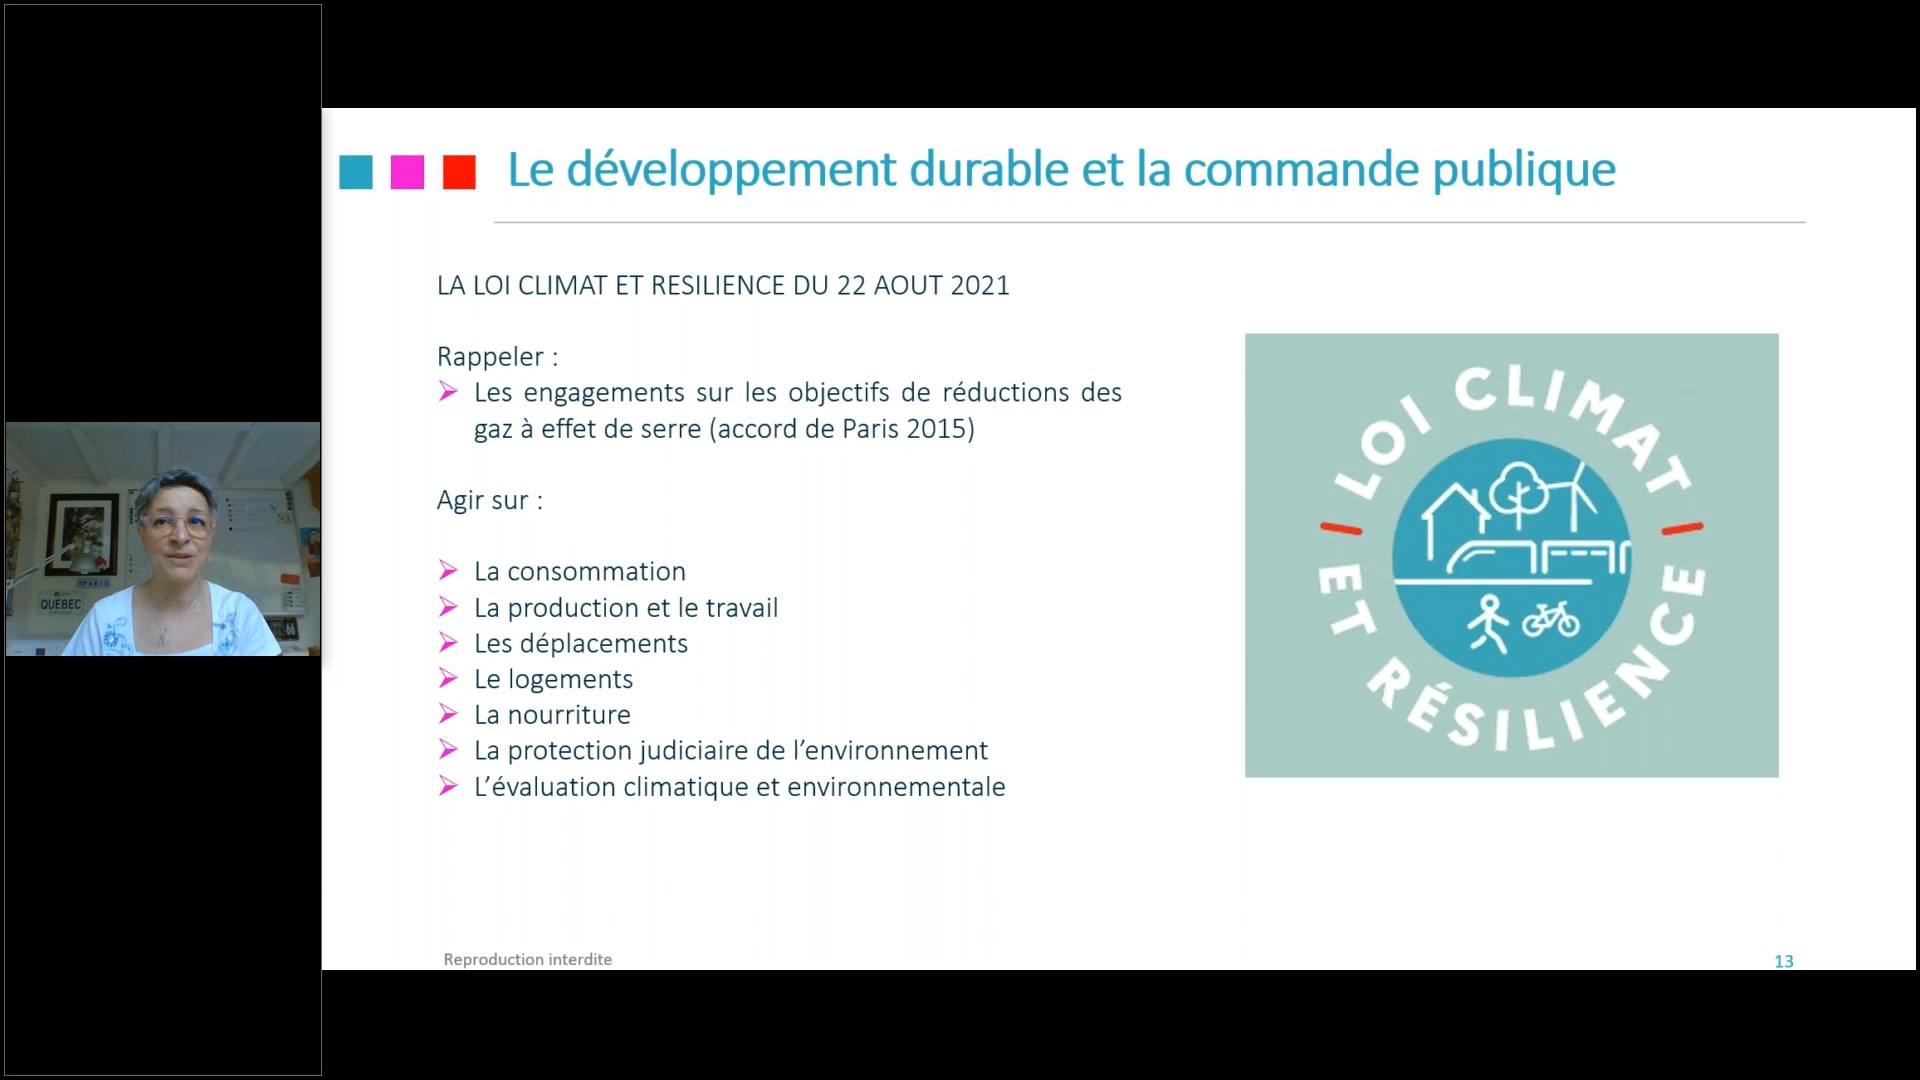 Le développement durable et la commande publique
LA LOI CLIMAT ET RESILIENCE DU 22 AOUT 2021
Rappeler :
Les engagements sur les objectifs de réductions des
gaz à effet de serre (accord de Paris 2015)
Agir sur :
La consommation
La production et le travail
Les déplacements
Le logements
La nourriture
La protection judiciaire de l’environnement
L’évaluation climatique et environnementale
LOI CLIMAT
ET RÉSILIENCE
PARIS
QUEBEC
Reproduction interdite
13